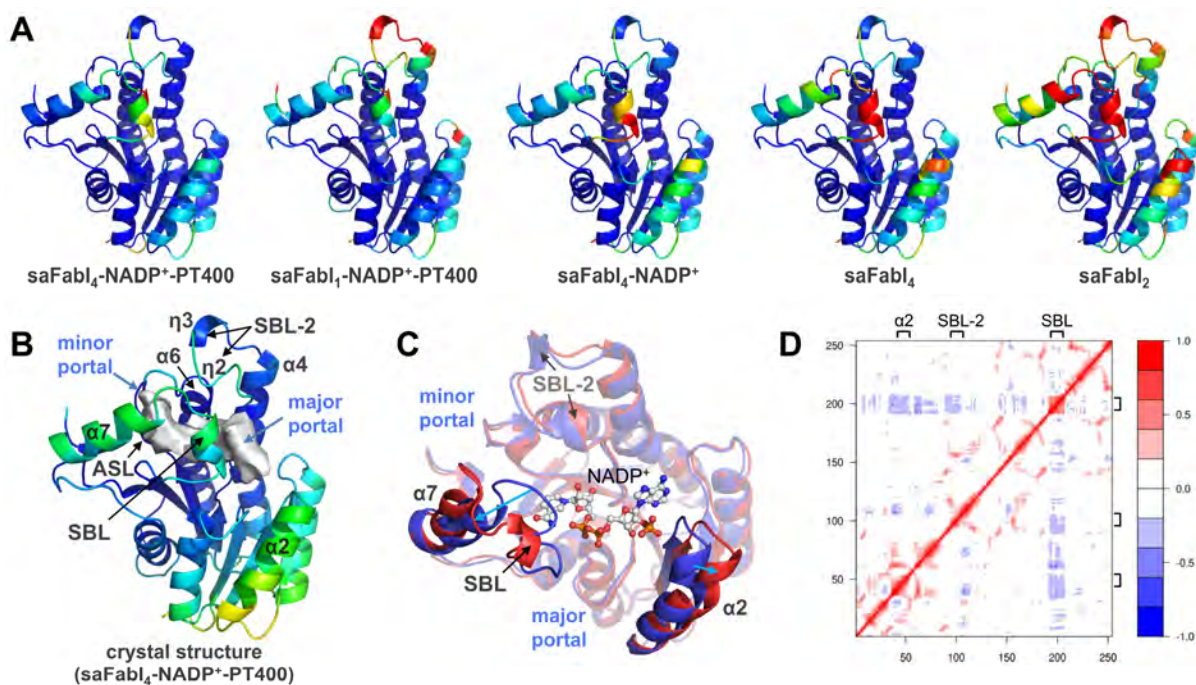 A
saFabI₄-NADP⁺-PT400
saFabI₁-NADP⁺-PT400
saFabI₄-NADP⁺
saFabI₄
saFabI₂
B
η3
SBL-2
minor
portal
α6
η2
α4
major
portal
α7
ASL
SBL
α2
crystal structure
(saFabI₄-NADP⁺-PT400)
C
minor
portal
SBL-2
NADP⁺
α7
SBL
major
portal
α2
D
α2
SBL-2
SBL
250
200
150
100
50
50
100
150
200
250
1.0
0.5
0.0
-0.5
-1.0